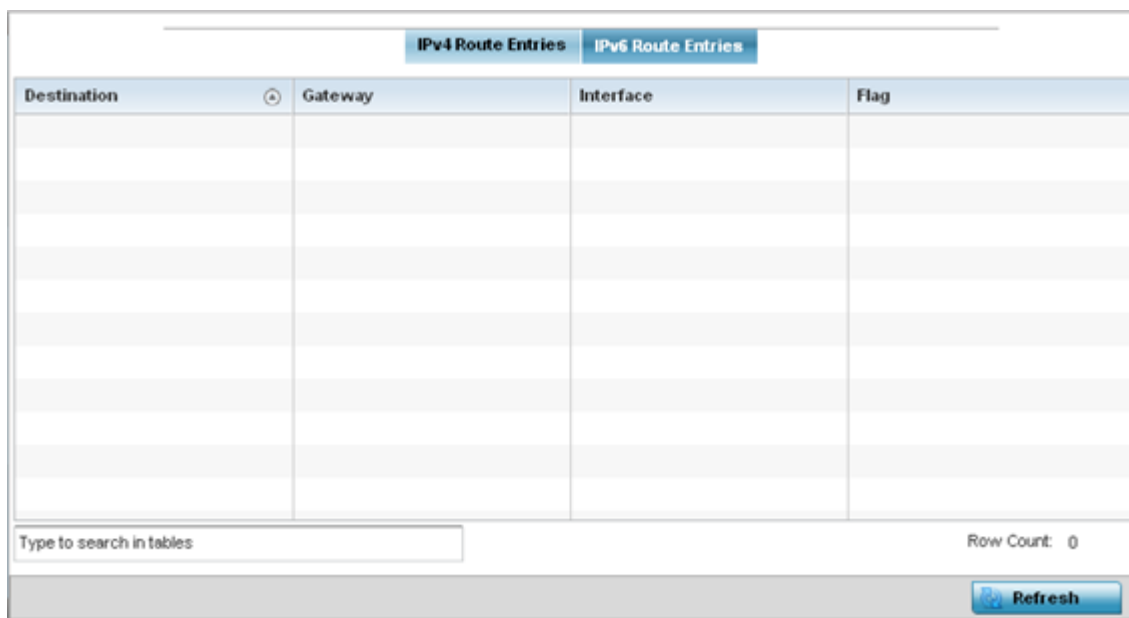 IPv4 Route Entries IPv6 Route Entries
Destination Gateway Interface Flag
Type to search in tables Row Count: 0
Refresh